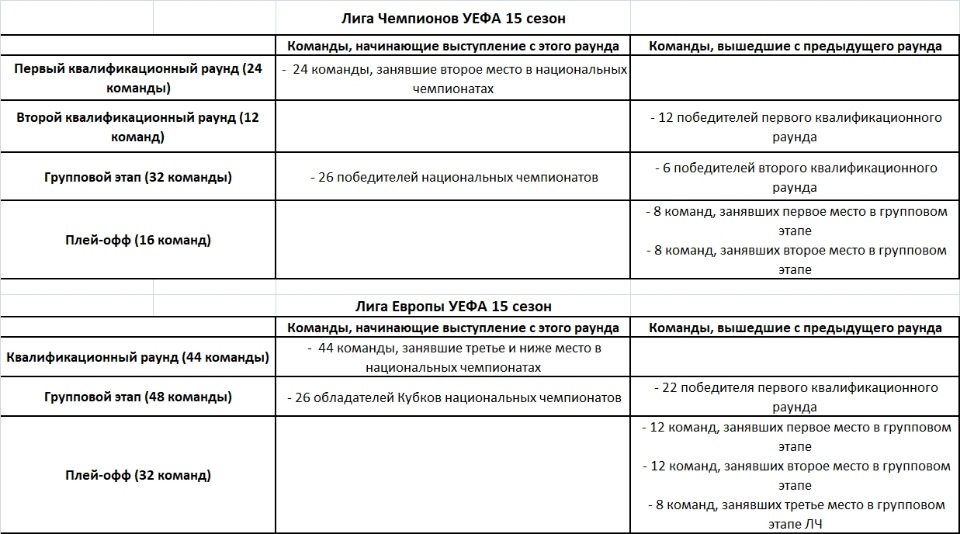 Лига Чемпионов УЕФА 15 сезон
Команды, начинающие выступление с этого раунда
Команды, вышедшие с предыдущего раунда
Первый квалификационный раунд (24
команды)
- 24 команды, занявшие второе место в национальных
чемпионатах
Второй квалификационный раунд (12
команд)
- 12 победителей первого квалификационного
раунда
Групповой этап (32 команды)
- 26 победителей национальных чемпионатов
- 6 победителей второго квалификационного
раунда
Плей-офф (16 команд)
- 8 команд, занявших первое место в групповом
этапе
- 8 команд, занявших второе место в групповом
этапе
Лига Европы УЕФА 15 сезон
Команды, начинающие выступление с этого раунда
Команды, вышедшие с предыдущего раунда
Квалификационный раунд (44 команды)
- 44 команды, занявшие третье и ниже место в
национальных чемпионатах
Групповой этап (48 команды)
- 26 обладателей Кубков национальных чемпионатов
- 22 победителя первого квалификационного
раунда
Плей-офф (32 команд)
- 12 команд, занявших первое место в групповом
этапе
- 12 команд, занявших второе место в групповом
этапе
- 8 команд, занявших третье место в групповом
этапе ЛЧ